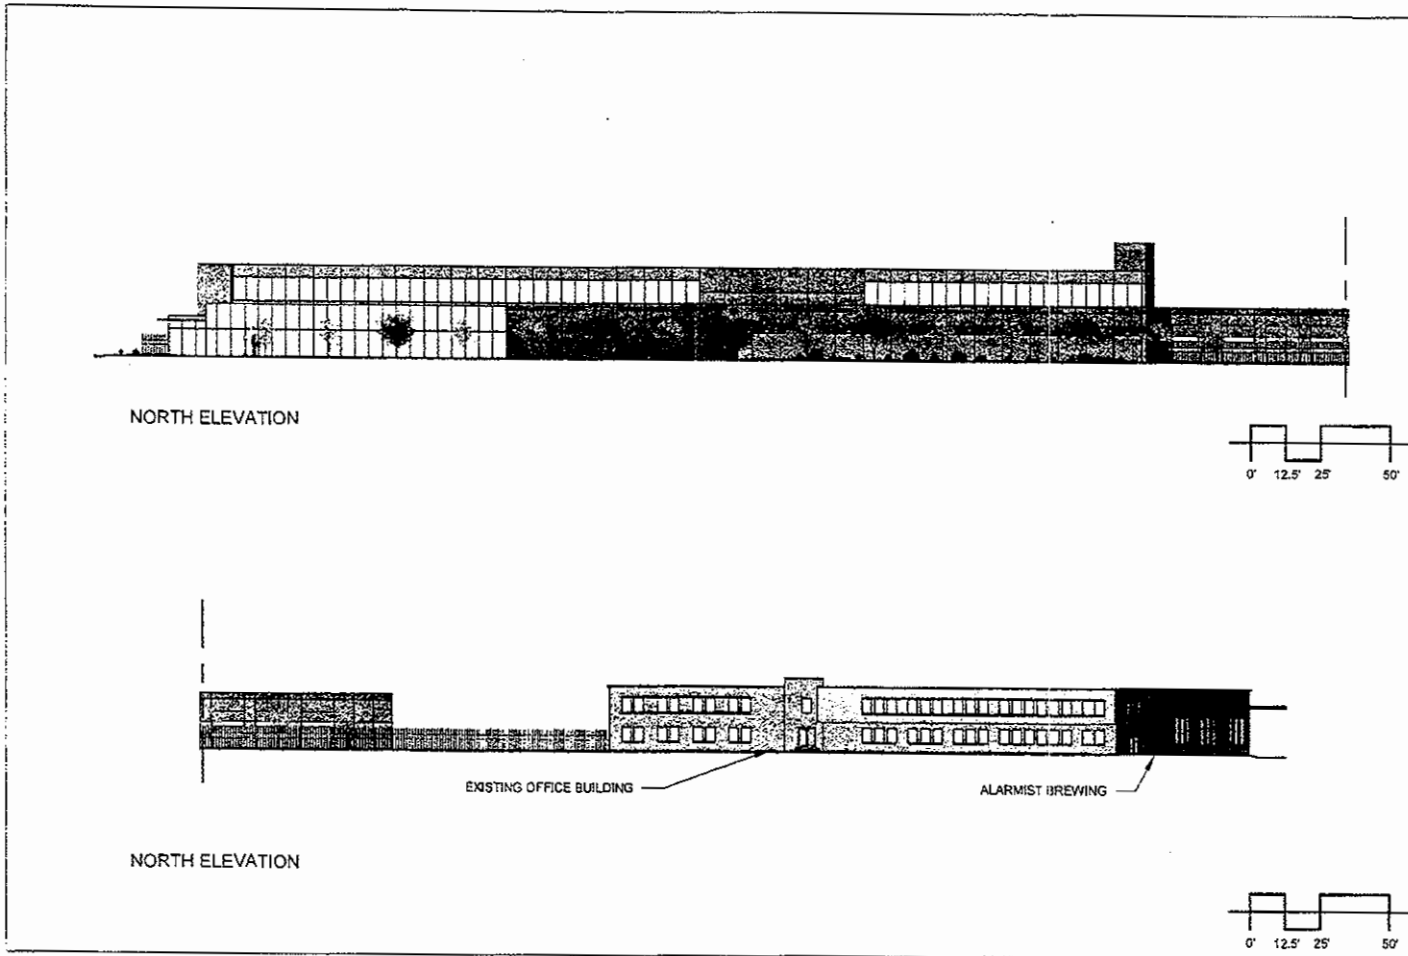 NORTH ELEVATION
0' 12.5' 25' 50'
EXISTING OFFICE BUILDING
ALARMIST BREWING
NORTH ELEVATION
0' 12.5' 25' 50'